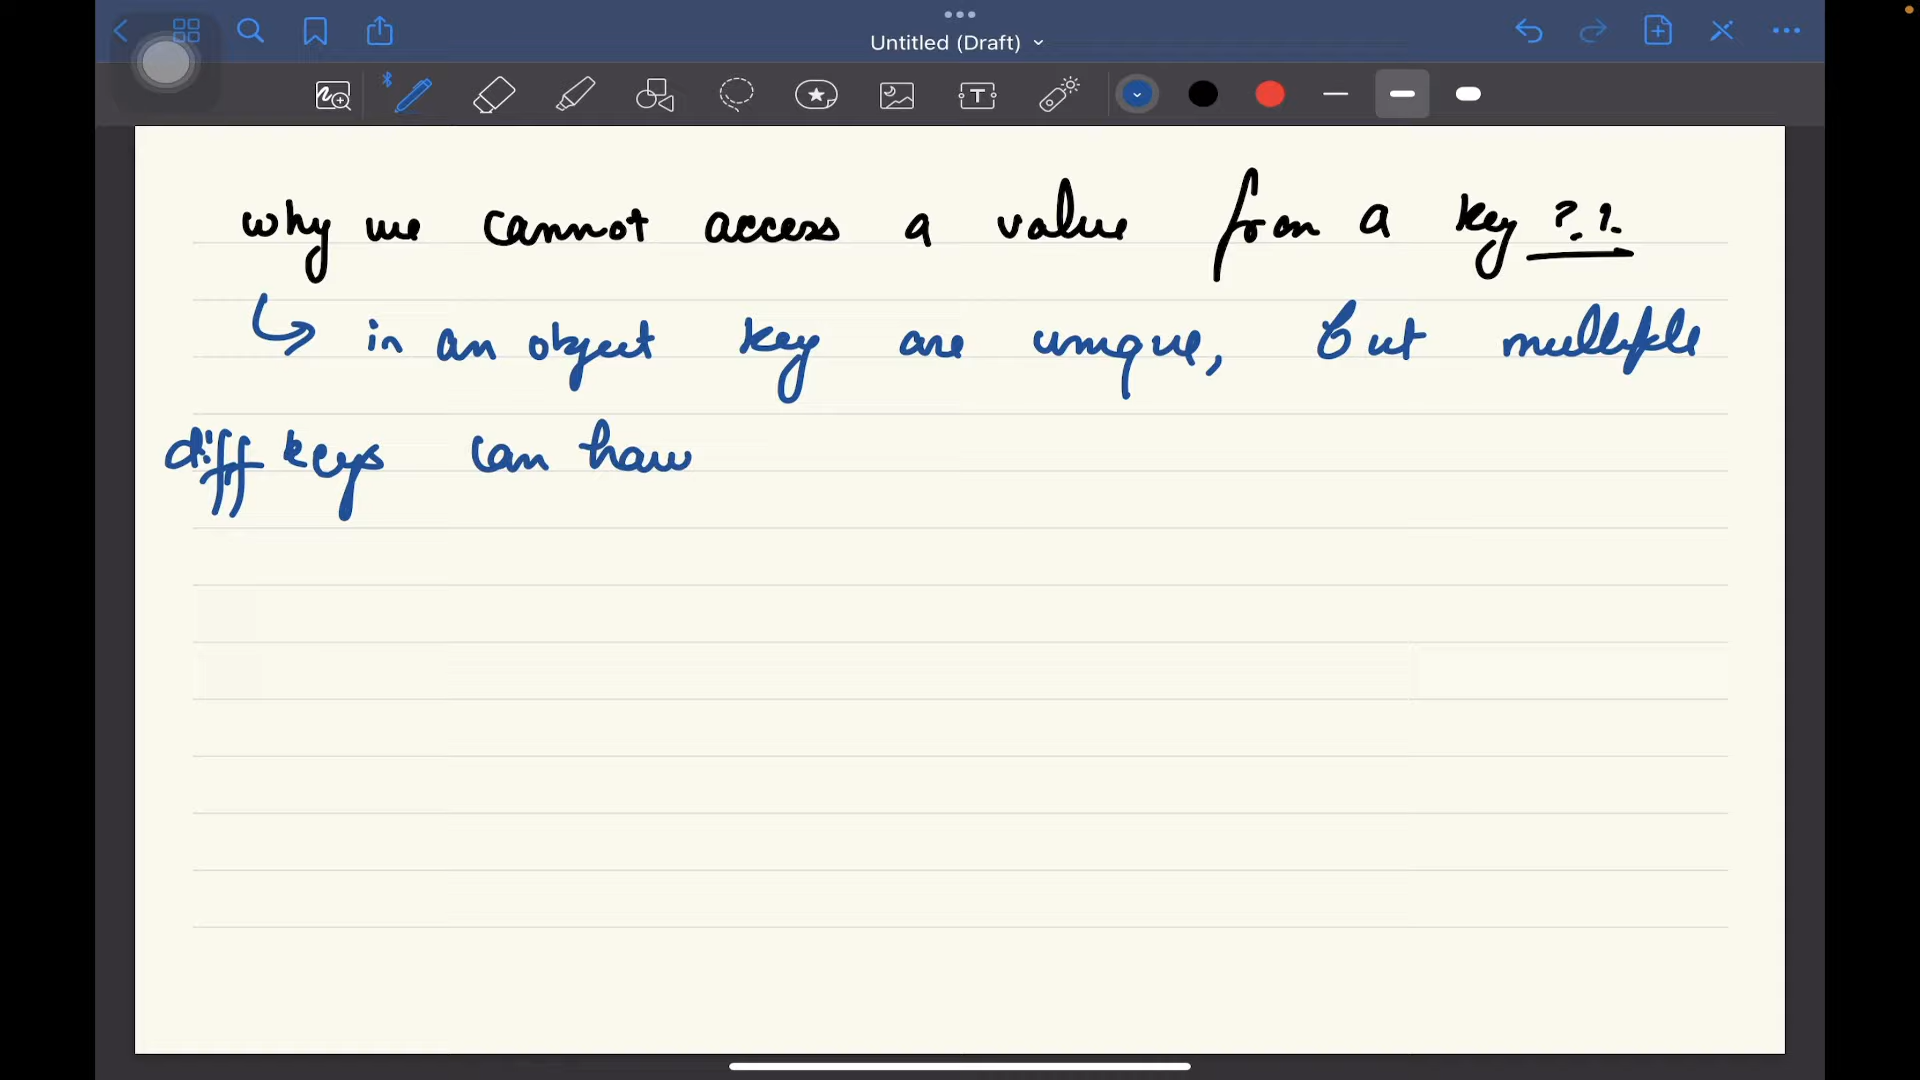 Untitled (Draft)
T
why we cannot access a value from a key ??
in an object key are unique, But multiple
diff keys can have